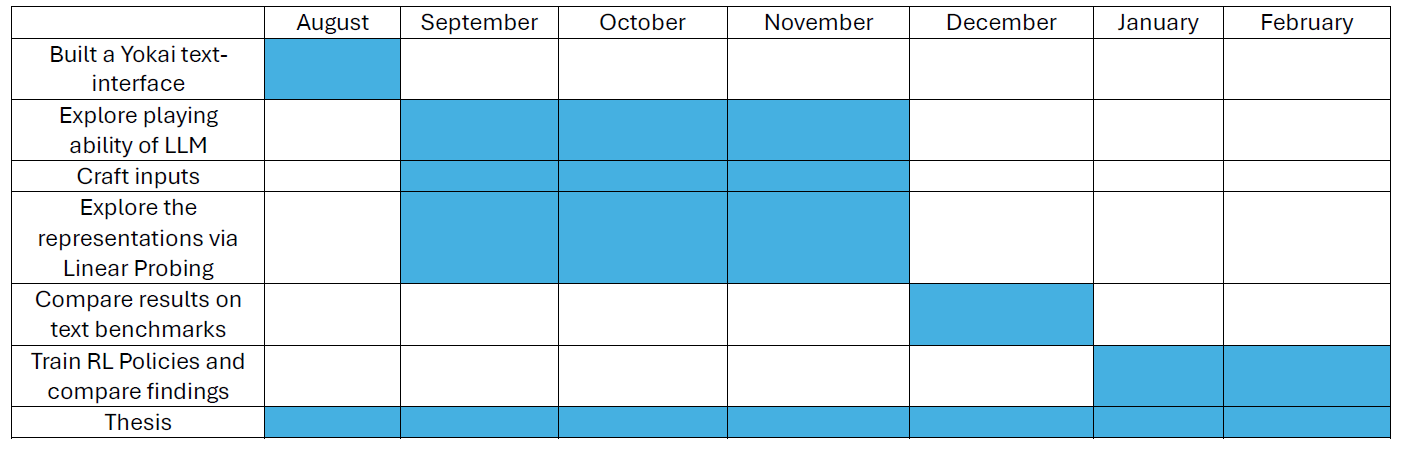 August September October November December January February
Built a Yokai text-
interface
Explore playing
ability of LLM
Craft inputs
Explore the
representations via
Linear Probing
Compare results on
text benchmarks
Train RL Policies and
compare findings
Thesis